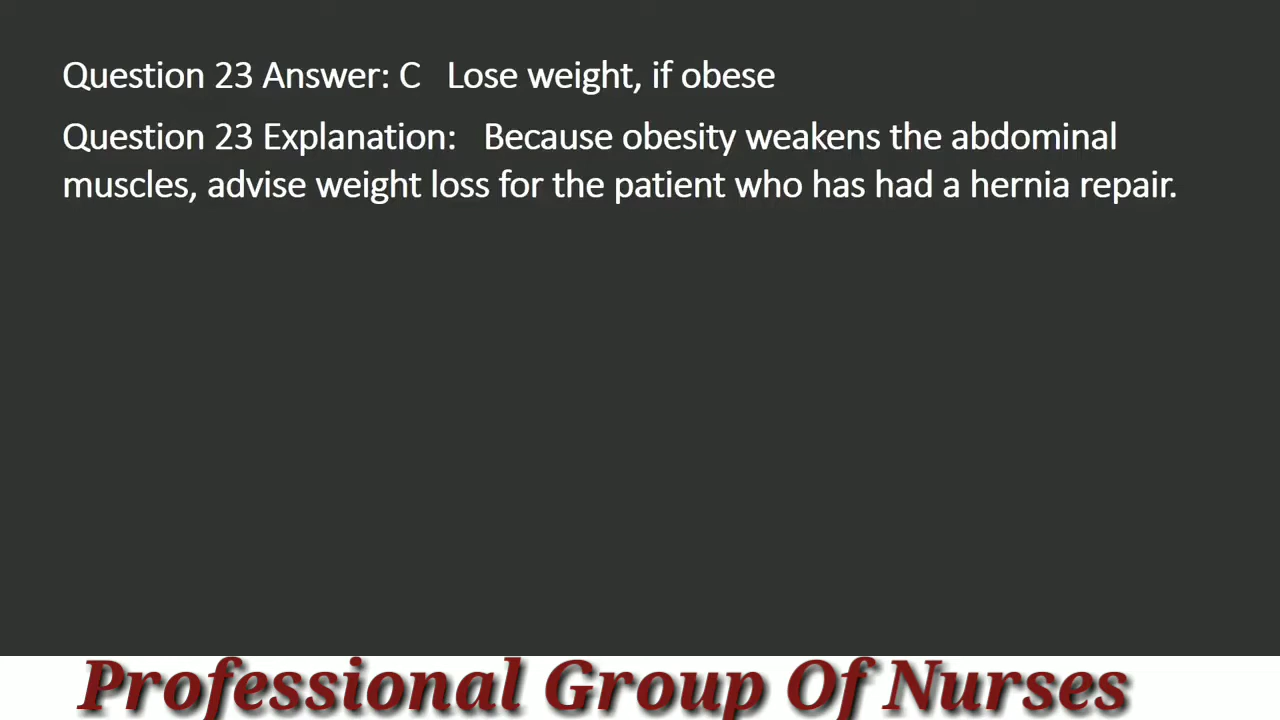 Question 23 Answer: C   Lose weight, if obese
Question 23 Explanation:   Because obesity weakens the abdominal
muscles, advise weight loss for the patient who has had a hernia repair.
Professional Group Of Nurses